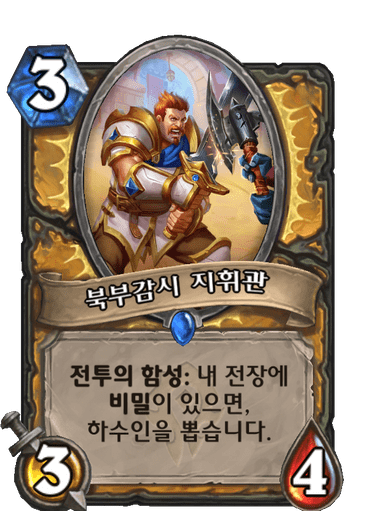 3
북부감시 지휘관
전투의 함성: 내 전장에
비밀이 있으면,
하수인을 뽑습니다.
3
4